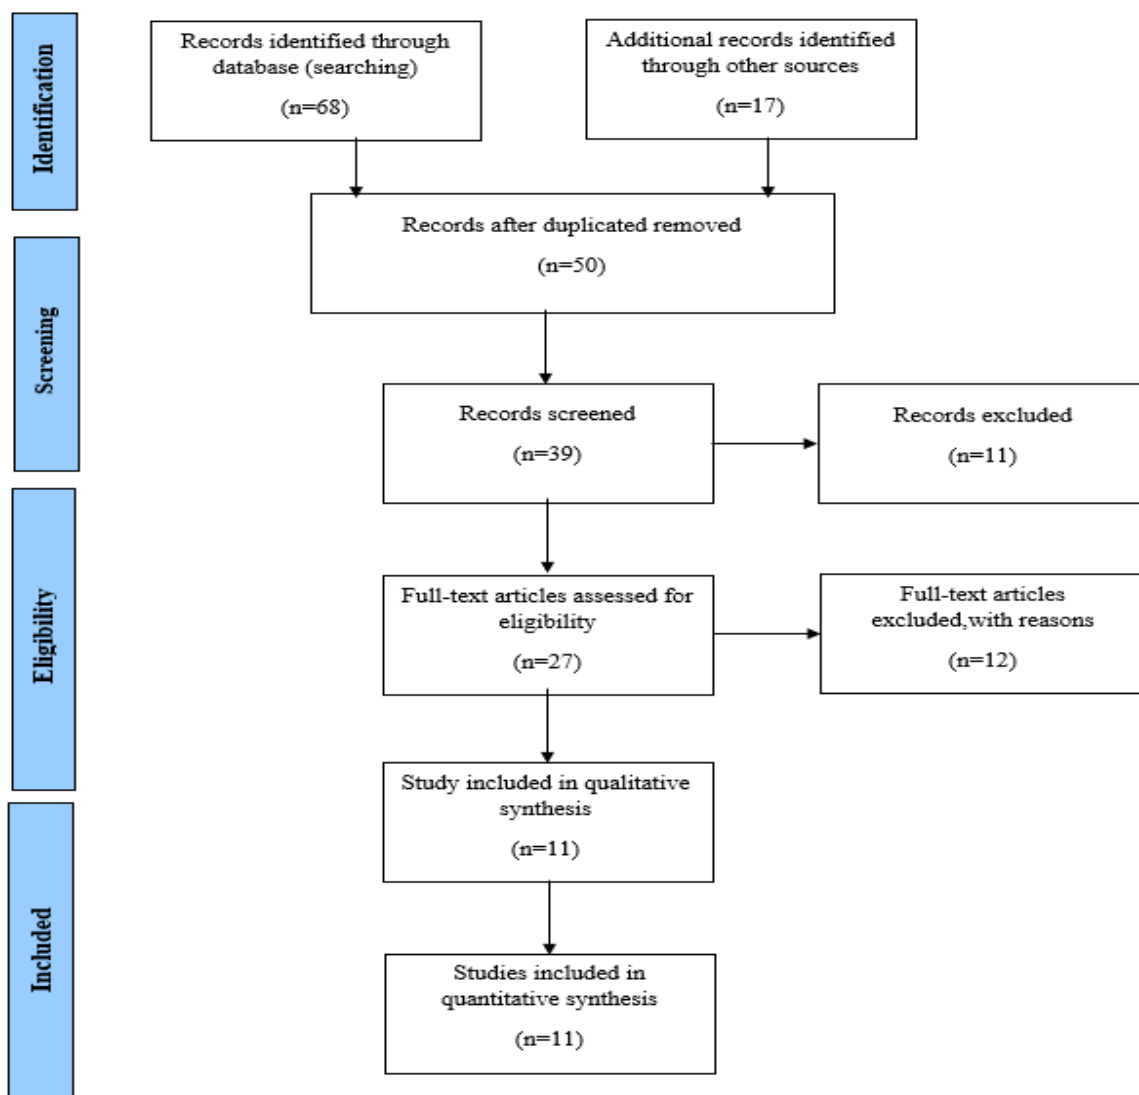 Identification
Records identified through
database (searching)
(n=68)
Additional records identified
through other sources
(n=17)
Records after duplicated removed
(n=50)
Screening
Records screened
(n=39)
Records excluded
(n=11)
Eligibility
Full-text articles assessed for
eligibility
(n=27)
Full-text articles
excluded,with reasons
(n=12)
Study included in qualitative
synthesis
(n=11)
Included
Studies included in
quantitative synthesis
(n=11)